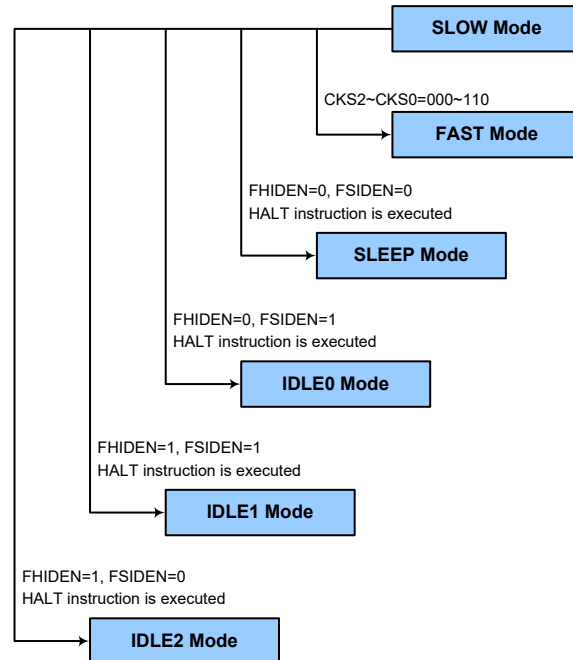 SLOW Mode
CKS2~CKS0=000~110
FAST Mode
FHIDEN=0, FSIDEN=0
HALT instruction is executed
SLEEP Mode
FHIDEN=0, FSIDEN=1
HALT instruction is executed
IDLE0 Mode
FHIDEN=1, FSIDEN=1
HALT instruction is executed
IDLE1 Mode
FHIDEN=1, FSIDEN=0
HALT instruction is executed
IDLE2 Mode